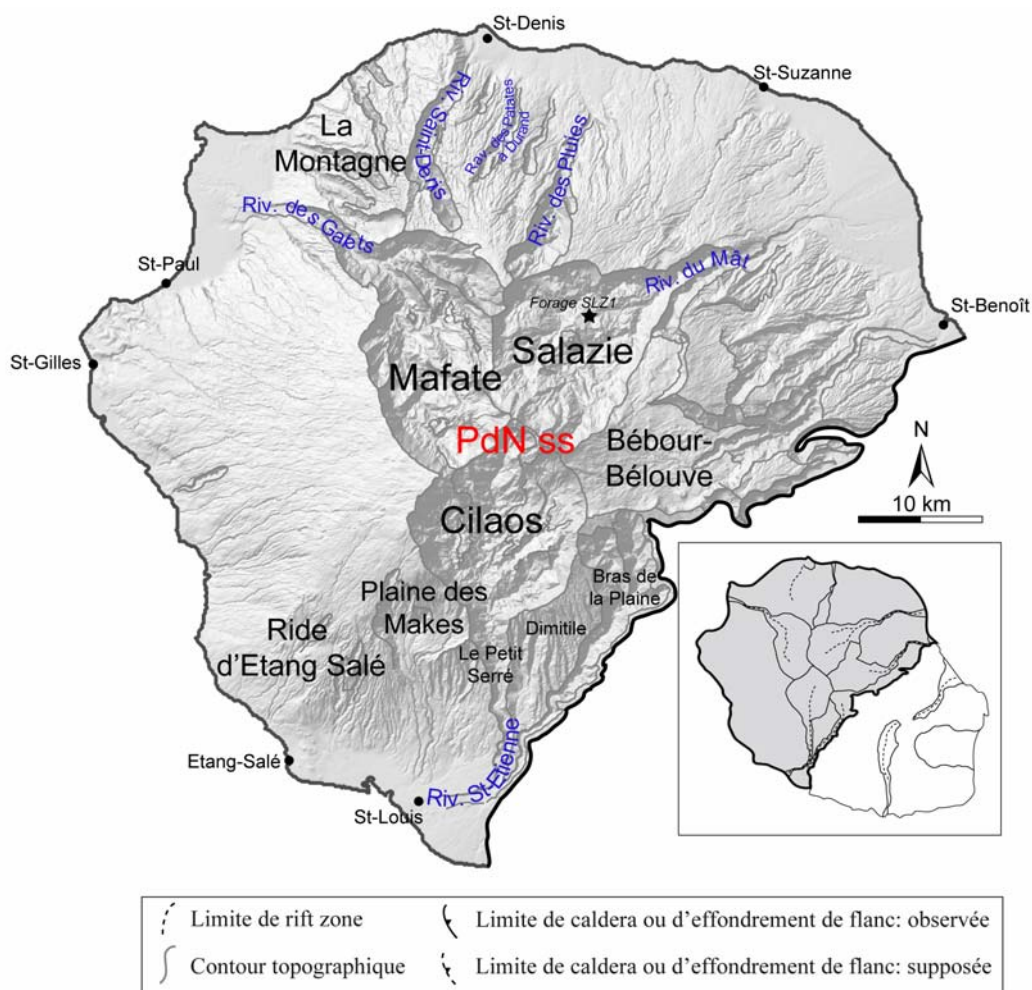 St-Denis
St-Suzanne
La
Montagne
Riv. Saint-Denis
Rav. des Patates
à Durand
Riv. des Pluies
Riv. des Galets
Riv. du Mât
St-Paul
Forage SLZ1
St-Benoît
St-Gilles
Salazie
Mafate
PdN ss
Bébour-
Bélouve
N
10 km
Cilaos
Bras de
la Plaine
Plaine des
Makes
Dimitile
Ride
d'Etang Salé
Le Petit
Serré
Etang-Salé
Riv. St-Etienne
St-Louis
Limite de rift zone
Limite de caldera ou d'effondrement de flanc: observée
Contour topographique
Limite de caldera ou d'effondrement de flanc: supposée